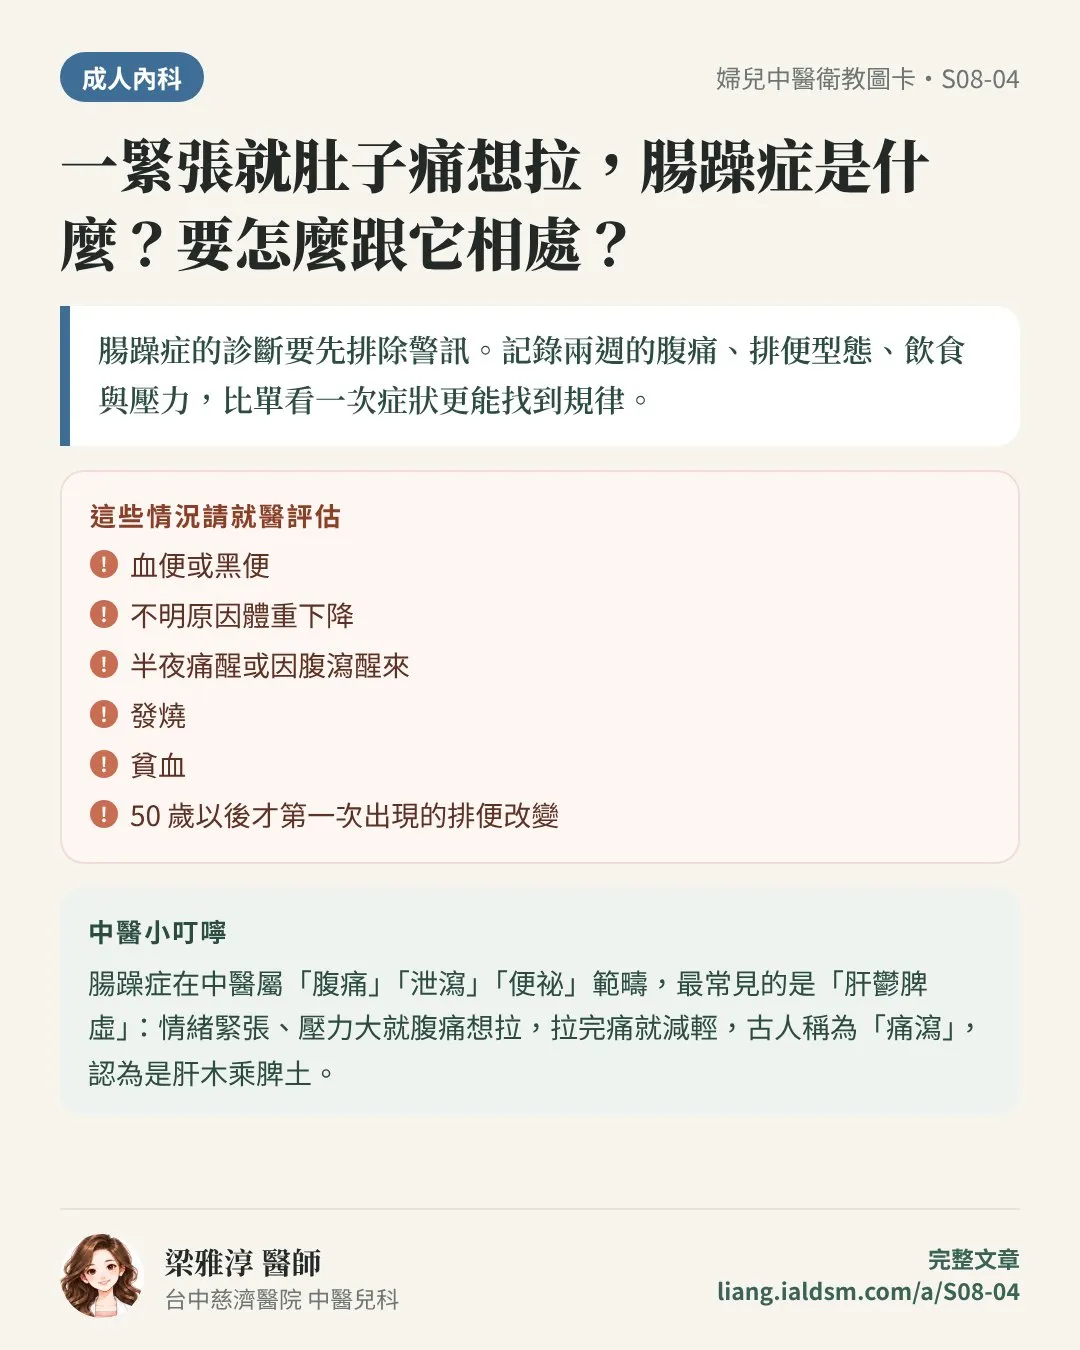 成人內科
婦兒中醫衛教圖卡・S08-04
一緊張就肚子痛想拉，腸躁症是什
麼？要怎麼跟它相處？
腸躁症的診斷要先排除警訊。記錄兩週的腹痛、排便型態、飲食
與壓力，比單看一次症狀更能找到規律。
這些情況請就醫評估
! 血便或黑便
! 不明原因體重下降
! 半夜痛醒或因腹瀉醒來
! 發燒
! 貧血
! 50 歲以後才第一次出現的排便改變
中醫小叮嚀
腸躁症在中醫屬「腹痛」「泄瀉」「便祕」範疇，最常見的是「肝鬱脾
虛」：情緒緊張、壓力大就腹痛想拉，拉完痛就減輕，古人稱為「痛瀉」，
認為是肝木乘脾土。
梁雅淳 醫師
台中慈濟醫院 中醫兒科
完整文章
liang.ialdsm.com/a/S08-04